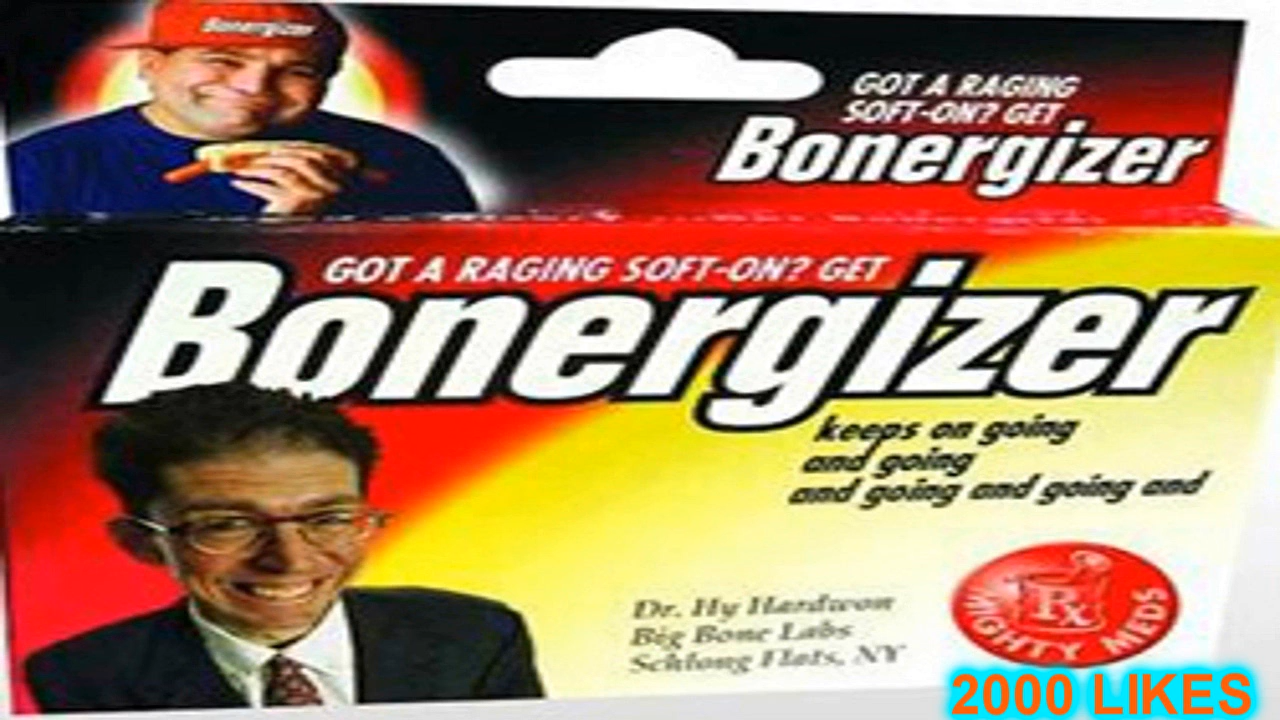 Bonergizer
GOT A RAGING
SOFT-ON? GET
Bonergizer
GOT A RAGING SOFT-ON? GET
Bonergizer
keeps on going
and going
and going and going and
Dr. Hy Hardwon
Big Bone Labs
Schlong Flats, NY
Rx
MIGHTY MEDS
2000 LIKES